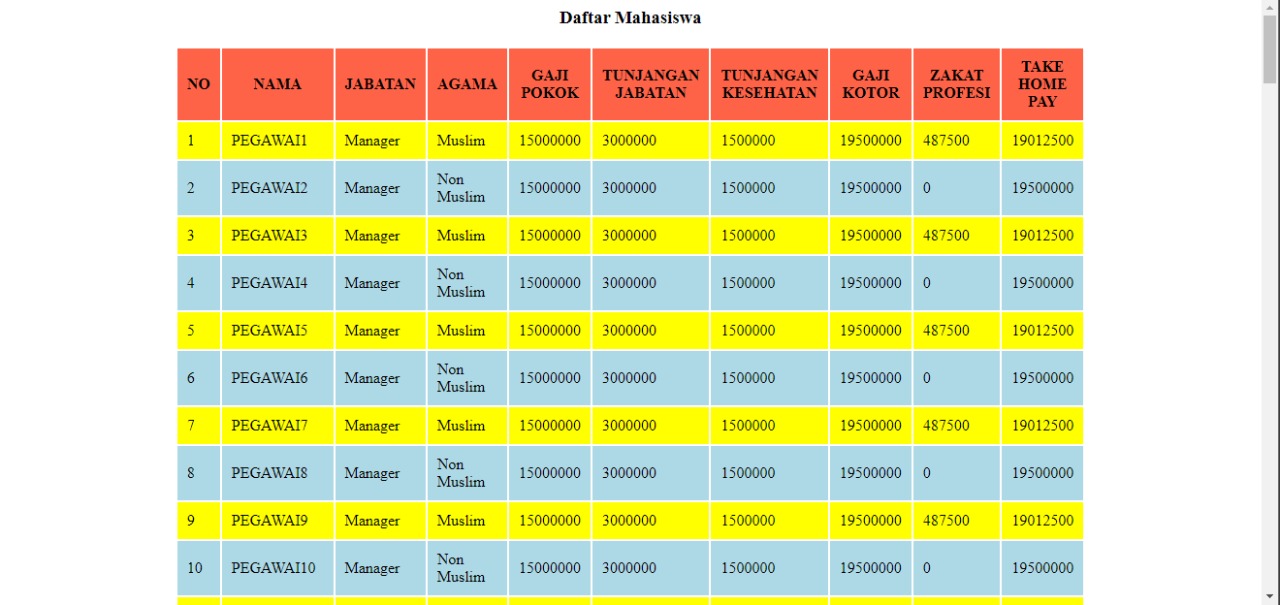 Daftar Mahasiswa
NO NAMA JABATAN AGAMA GAJI POKOK TUNJANGAN JABATAN TUNJANGAN KESEHATAN GAJI KOTOR ZAKAT PROFESI TAKE HOME PAY
1 PEGAWAI1 Manager Muslim 15000000 3000000 1500000 19500000 487500 19012500
2 PEGAWAI2 Manager Non Muslim 15000000 3000000 1500000 19500000 0 19500000
3 PEGAWAI3 Manager Muslim 15000000 3000000 1500000 19500000 487500 19012500
4 PEGAWAI4 Manager Non Muslim 15000000 3000000 1500000 19500000 0 19500000
5 PEGAWAI5 Manager Muslim 15000000 3000000 1500000 19500000 487500 19012500
6 PEGAWAI6 Manager Non Muslim 15000000 3000000 1500000 19500000 0 19500000
7 PEGAWAI7 Manager Muslim 15000000 3000000 1500000 19500000 487500 19012500
8 PEGAWAI8 Manager Non Muslim 15000000 3000000 1500000 19500000 0 19500000
9 PEGAWAI9 Manager Muslim 15000000 3000000 1500000 19500000 487500 19012500
10 PEGAWAI10 Manager Non Muslim 15000000 3000000 1500000 19500000 0 19500000